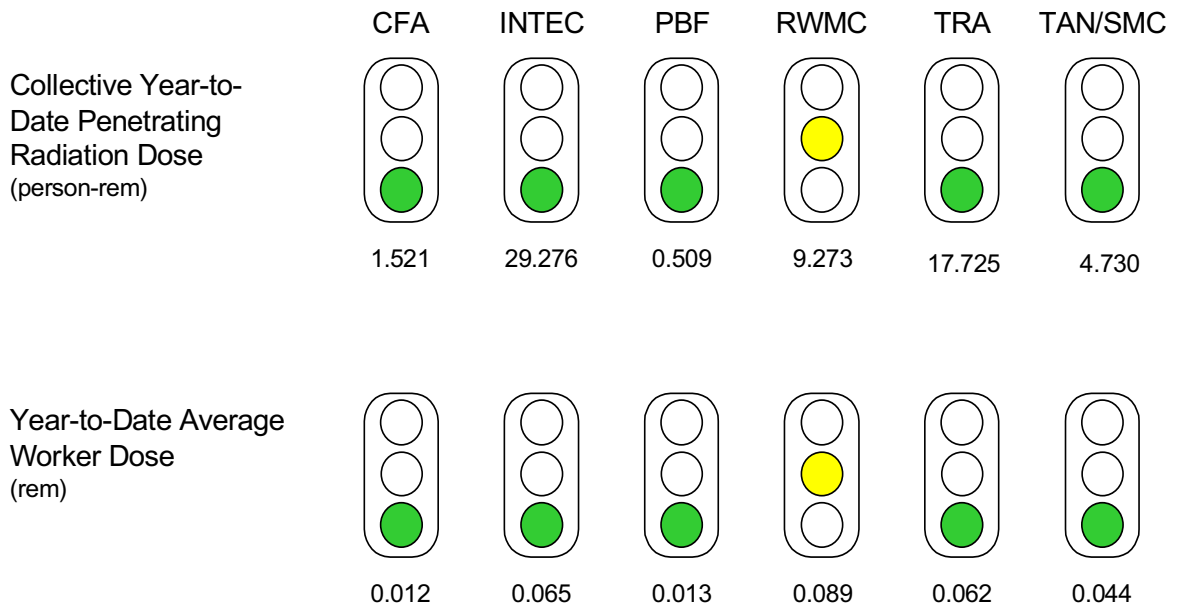 CFA INTEC PBF RWMC TRA TAN/SMC
Collective Year-to-
Date Penetrating
Radiation Dose
(person-rem)
1.521 29.276 0.509 9.273 17.725 4.730
Year-to-Date Average
Worker Dose
(rem)
0.012 0.065 0.013 0.089 0.062 0.044